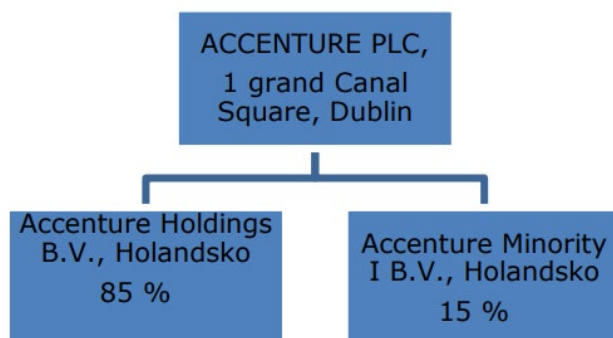 ACCENTURE PLC,
1 grand Canal
Square, Dublin
Accenture Holdings
B.V., Holandsko
85 %
Accenture Minority
I B.V., Holandsko
15 %